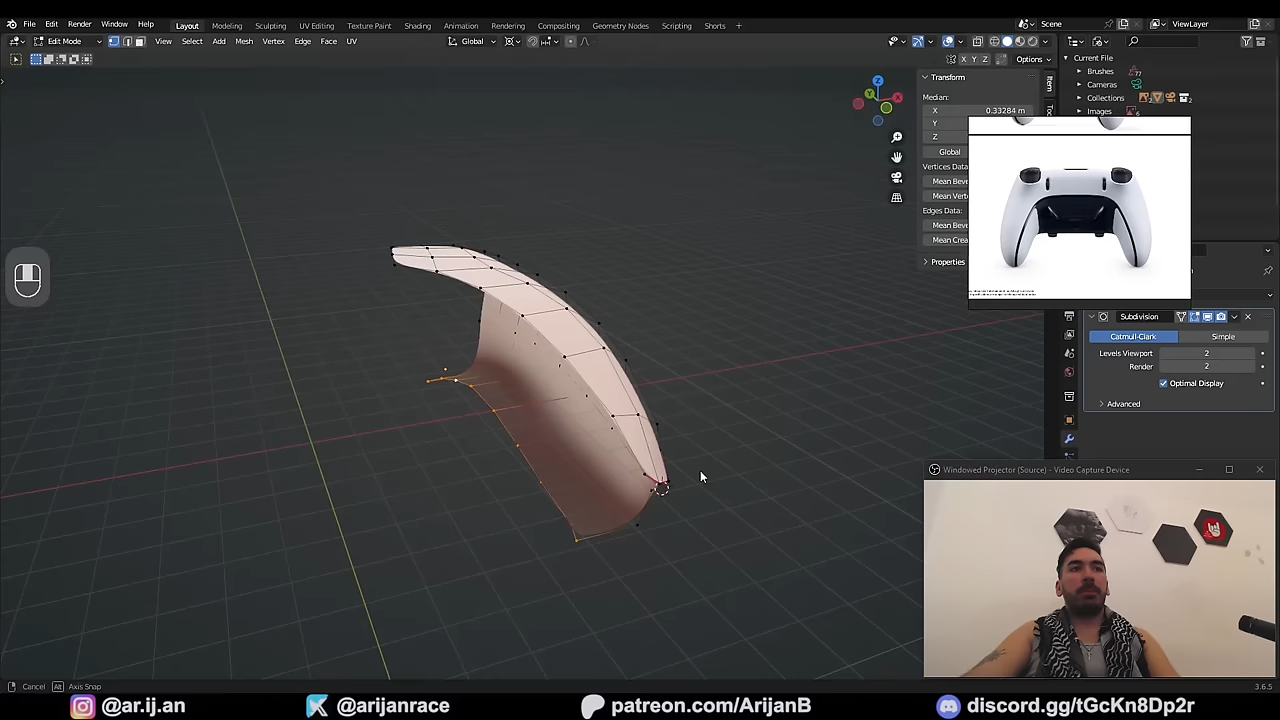 File Edit Render Window Help Layout Modeling Sculpting UV Editing Texture Paint Shading Animation Rendering Compositing Geometry Nodes Scripting Shorts + Scene ViewLayer
Edit Mode View Select Add Mesh Vertex Edge Face UV Global
X Y Z Options
Current File
Brushes
Cameras
Collections
Images
Transform
Item
Median:
X 0.33284 m
Y
Z
Global
Vertices Data:
Mean Beve
Mean Verte
Edges Data:
Mean Beve
Mean Crea
Properties
Subdivision
Catmull-Clark Simple
Levels Viewport 2
Render 2
Optimal Display
Advanced
Windowed Projector (Source) - Video Capture Device
Cancel Alt Axis Snap 3.6.5
@ar.ij.an @arijanrace patreon.com/ArijanB discord.gg/tGcKn8Dp2r